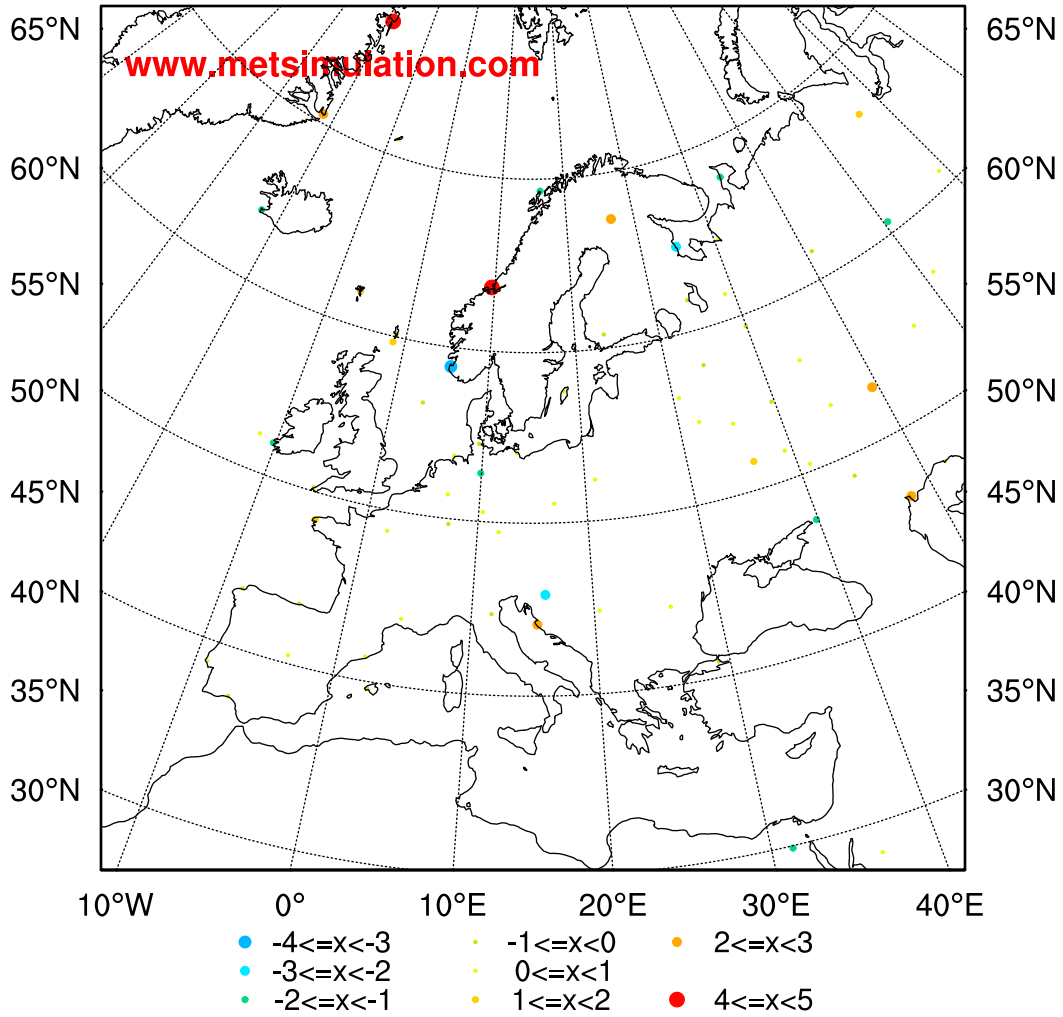 65°N 65°N
www.metsimulation.com
60°N 60°N
55°N 55°N
50°N 50°N
45°N 45°N
40°N 40°N
35°N 35°N
30°N 30°N
10°W 0° 10°E 20°E 30°E 40°E
-4<=x<-3 -1<=x<0 2<=x<3
-3<=x<-2 0<=x<1
-2<=x<-1 1<=x<2 4<=x<5